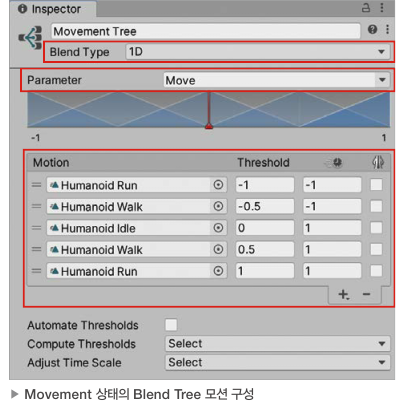 Inspector
Movement Tree
Blend Type 1D
Parameter Move
-1 1
Motion Threshold
Humanoid Run -1 -1
Humanoid Walk -0.5 -1
Humanoid Idle 0 1
Humanoid Walk 0.5 1
Humanoid Run 1 1
+ -
Automate Thresholds
Compute Thresholds Select
Adjust Time Scale Select
▶ Movement 상태의 Blend Tree 모션 구성